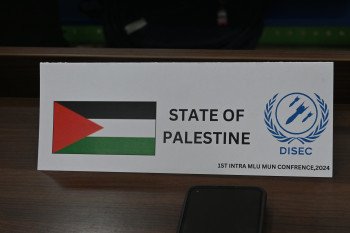 STATE OF
PALESTINE
DISEC
1ST INTRA MLU MUN CONFRENCE,2024